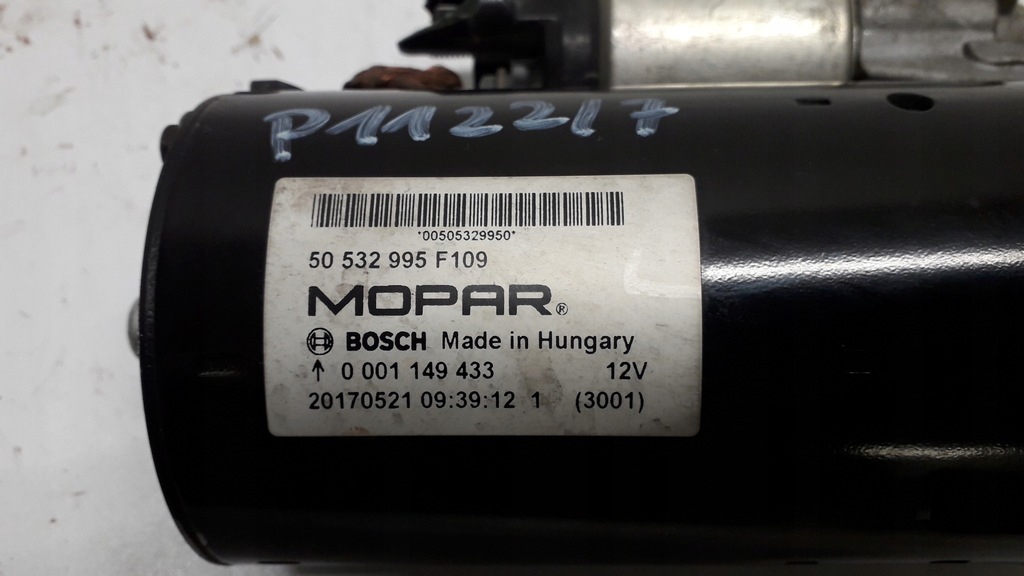 P112217
*00505329950*
50 532 995 F109
MOPAR®
BOSCH Made in Hungary
↑ 0 001 149 433 12V
20170521 09:39:12 1 (3001)